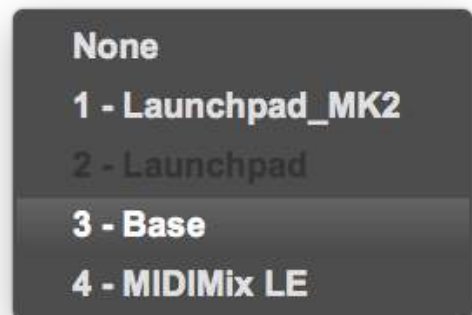 None
1 - Launchpad_MK2
2 - Launchpad
3 - Base
4 - MIDIMix LE